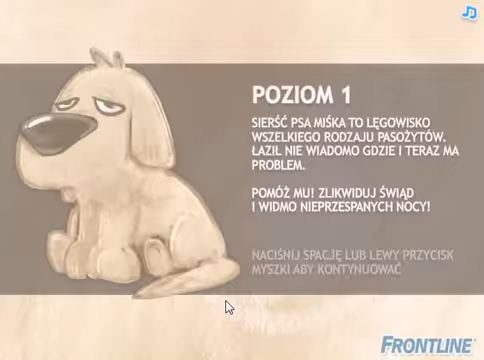 POZIOM 1
SIERŚĆ PSA MIŚKA TO LĘGOWISKO
WSZELKIEGO RODZAJU PASOŻYTÓW.
ŁAZIŁ NIE WIADOMO GDZIE I TERAZ MA
PROBLEM.
POMÓŻ MU! ZLIKWIDUJ ŚWIĄD
I WIDMO NIEPRZESPANYCH NOCY!
NACIŚNIJ SPACJĘ LUB LEWY PRZYCISK
MYSZKI ABY KONTYNUOWAĆ
FRONTLINE